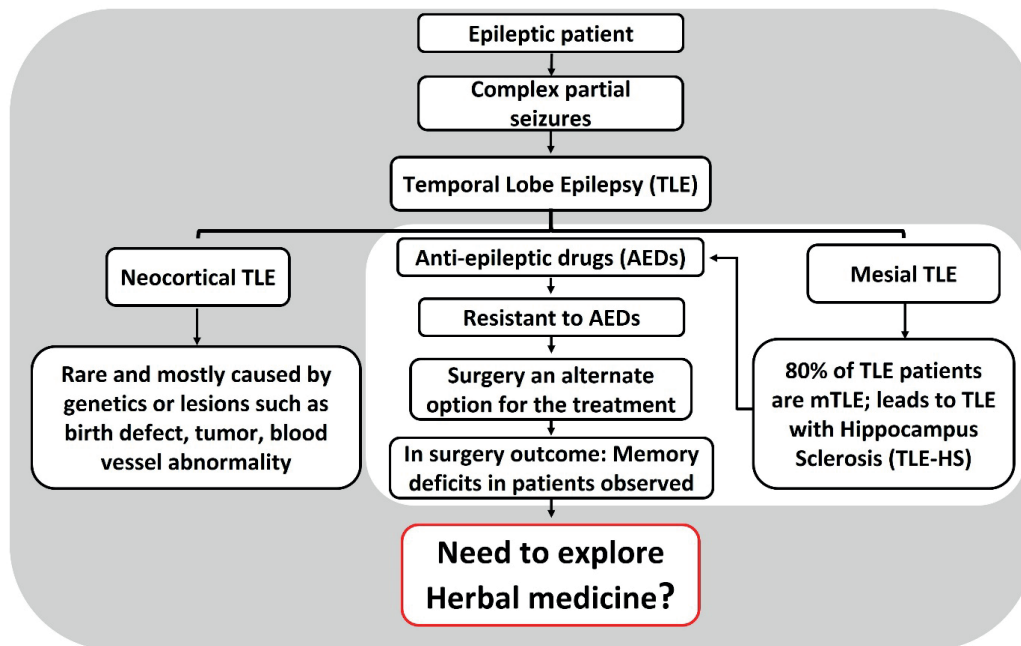 Epileptic patient
Complex partial
seizures
Temporal Lobe Epilepsy (TLE)
Neocortical TLE
Rare and mostly caused by
genetics or lesions such as
birth defect, tumor, blood
vessel abnormality
Anti-epileptic drugs (AEDs)
Resistant to AEDs
Surgery an alternate
option for the treatment
In surgery outcome: Memory
deficits in patients observed
Mesial TLE
80% of TLE patients
are mTLE; leads to TLE
with Hippocampus
Sclerosis (TLE-HS)
Need to explore
Herbal medicine?